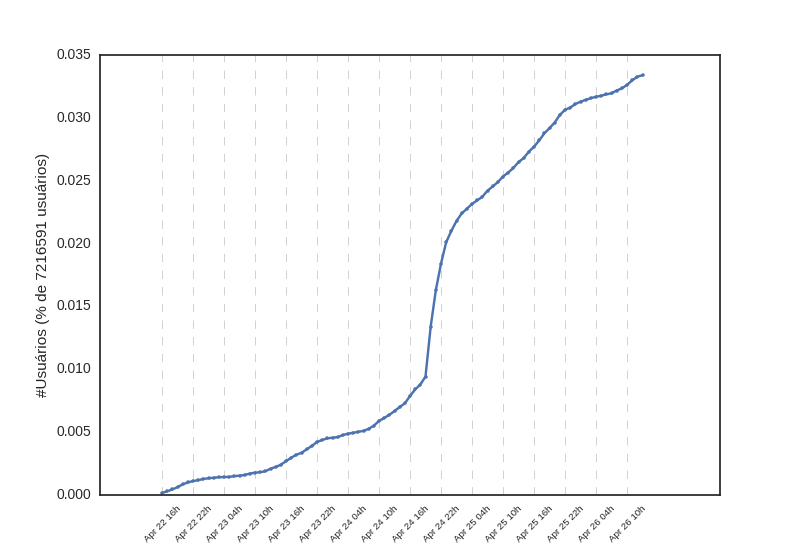 0.035
0.030
0.025
0.020
0.015
0.010
0.005
0.000
#Usuários (% de 7216591 usuários)
Apr 22 16h
Apr 22 22h
Apr 23 04h
Apr 23 10h
Apr 23 16h
Apr 23 22h
Apr 24 04h
Apr 24 10h
Apr 24 16h
Apr 24 22h
Apr 25 04h
Apr 25 10h
Apr 25 16h
Apr 25 22h
Apr 26 04h
Apr 26 10h